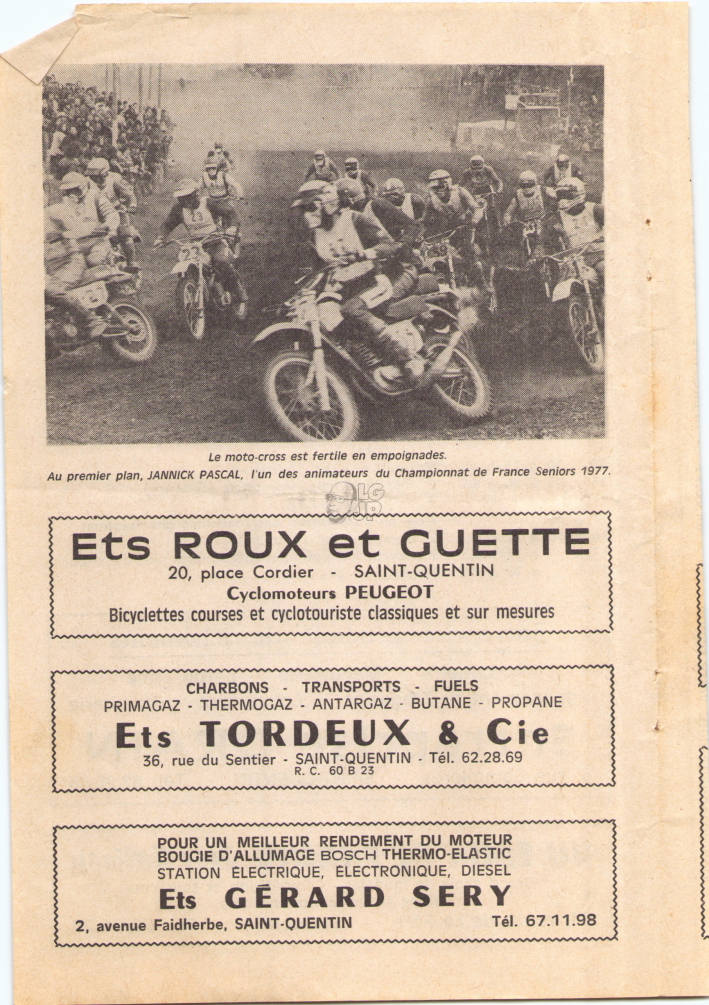 Le moto-cross est fertile en empoignades.
Au premier plan, JANNICK PASCAL, l'un des animateurs du Championnat de France Seniors 1977.
LG
UP
Ets ROUX et GUETTE
20, place Cordier - SAINT-QUENTIN
Cyclomoteurs PEUGEOT
Bicyclettes courses et cyclotouriste classiques et sur mesures
CHARBONS - TRANSPORTS - FUELS
PRIMAGAZ - THERMOGAZ - ANTARGAZ - BUTANE - PROPANE
Ets TORDEUX & Cie
36, rue du Sentier - SAINT-QUENTIN - Tél. 62.28.69
R. C. 60 B 23
POUR UN MEILLEUR RENDEMENT DU MOTEUR
BOUGIE D'ALLUMAGE BOSCH THERMO-ELASTIC
STATION ÉLECTRIQUE, ÉLECTRONIQUE, DIESEL
Ets GÉRARD SERY
2, avenue Faidherbe, SAINT-QUENTIN Tél. 67.11.98